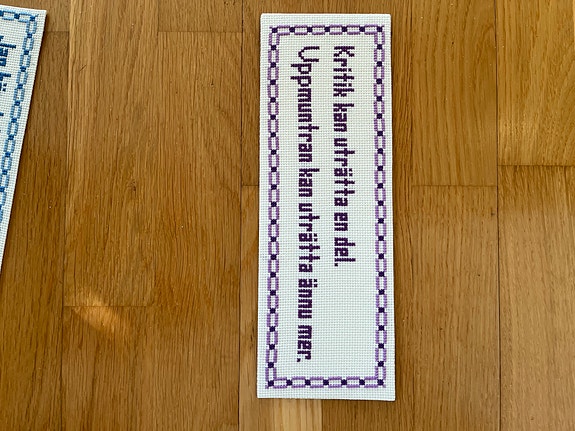 Kritik kan uträtta en del.
Uppmuntran kan uträtta ännu mer.